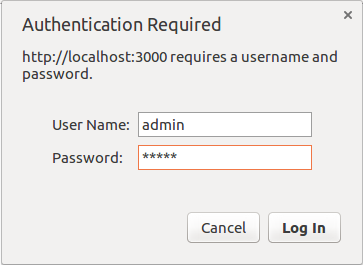 Authentication Required
http://localhost:3000 requires a username and
password.
User Name: admin
Password: *****
Cancel Log In